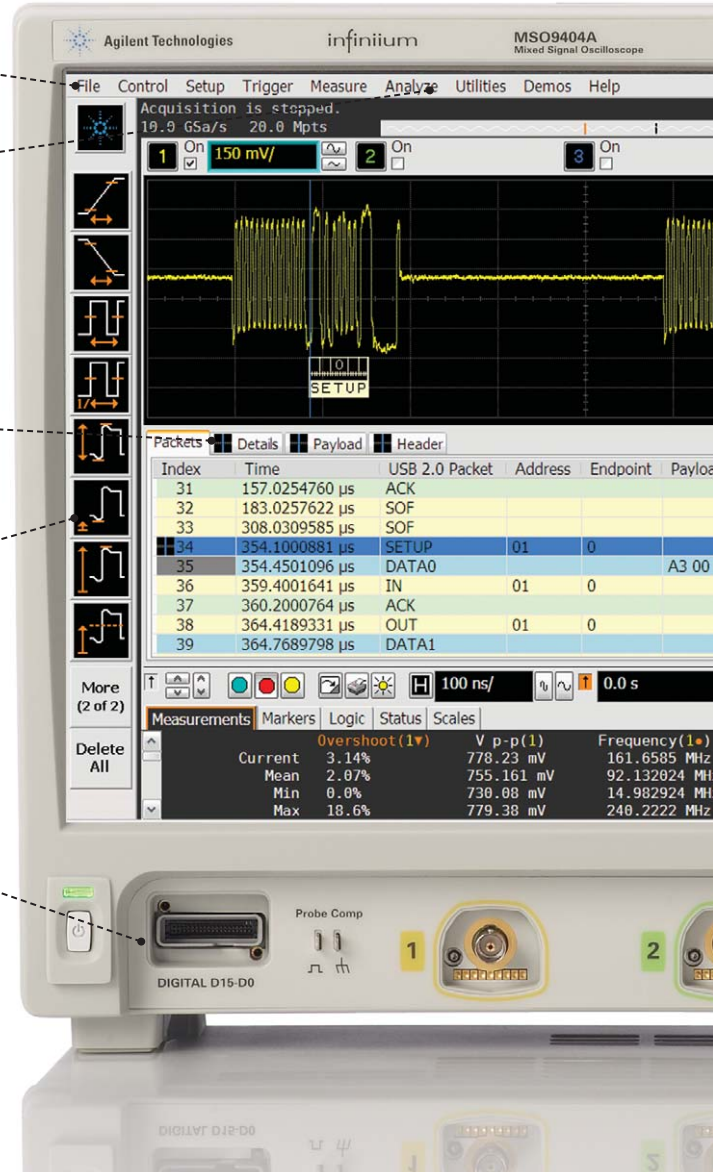 Agilent Technologies infiniium MSO9404A
Mixed Signal Oscilloscope
File Control Setup Trigger Measure Analyze Utilities Demos Help
Acquisition is stopped.
GSa/s 20.0 Mpts
1 On 150 mV/ 2 On 3 On
0
SETUP
Packets Details Payload Header
Index Time USB 2.0 Packet Address Endpoint Payloa
31 157.0254760 µs ACK
32 183.0257622 µs SOF
33 308.0309585 µs SOF
34 354.1000881 µs SETUP 01 0
35 354.4501096 µs DATA0 A3 00
36 359.4001641 µs IN 01 0
37 360.2000764 µs ACK
38 364.4189331 µs OUT 01 0
39 364.7689798 µs DATA1
1/
More
(2 of 2)
Delete
All
H 100 ns/ 0.0 s
Measurements Markers Logic Status Scales
Overshoot(1▼) V p-p(1) Frequency(1●)
Current 3.14% 778.23 mV 161.6585 MHz
Mean 2.07% 755.161 mV 92.132024 MH
Min 0.0% 730.08 mV 14.982924 MHz
Max 18.6% 779.38 mV 240.2222 MHz
Probe Comp
1 2
DIGITAL D15-D0